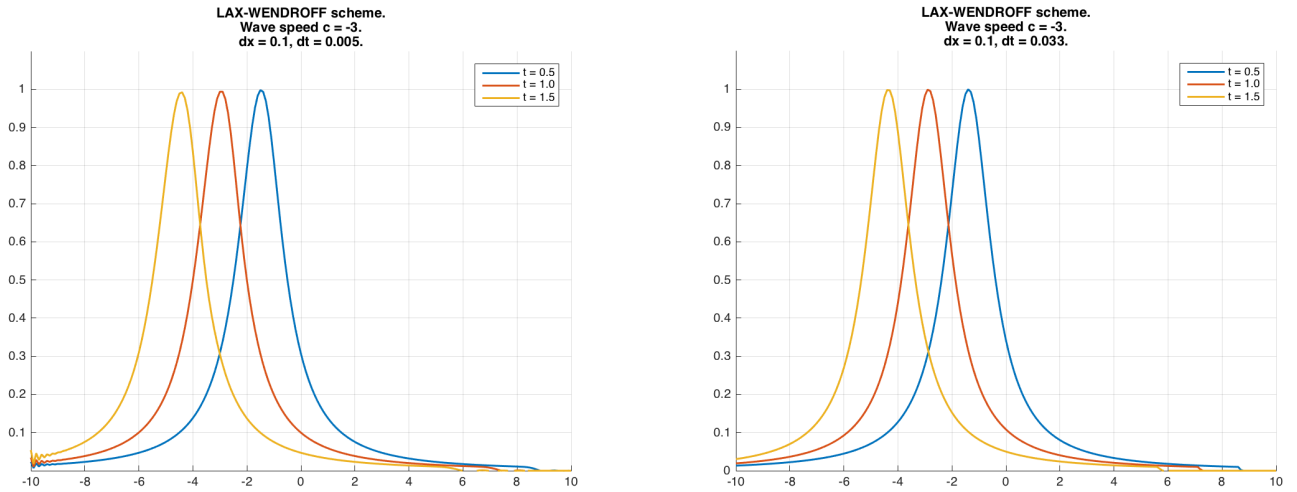 LAX-WENDROFF scheme.
Wave speed c = -3.
dx = 0.1, dt = 0.005.
t = 0.5
t = 1.0
t = 1.5
1
0.9
0.8
0.7
0.6
0.5
0.4
0.3
0.2
0.1
-10 -8 -6 -4 -2 0 2 4 6 8 10
LAX-WENDROFF scheme.
Wave speed c = -3.
dx = 0.1, dt = 0.033.
t = 0.5
t = 1.0
t = 1.5
1
0.9
0.8
0.7
0.6
0.5
0.4
0.3
0.2
0.1
0
-10 -8 -6 -4 -2 0 2 4 6 8 10